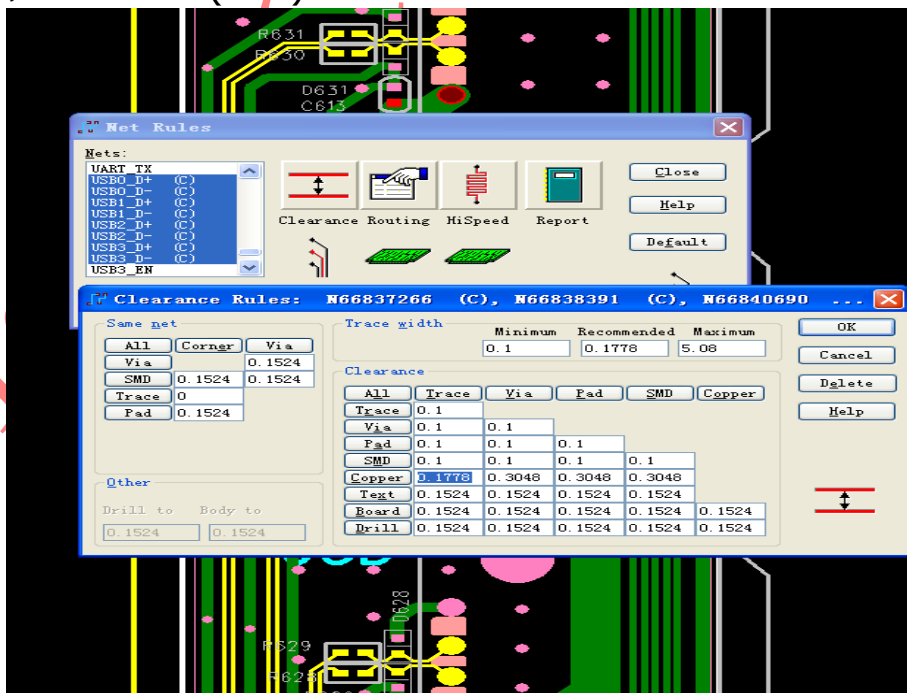 R631
R630
D631
C613
Net Rules
Nets:
UART_TX
USB0_D+ (C)
USB0_D- (C)
USB1_D+ (C)
USB1_D- (C)
USB2_D+ (C)
USB2_D- (C)
USB3_D+ (C)
USB3_D- (C)
USB3_EN
Clearance Routing HiSpeed Report
Close
Help
Default
Clearance Rules: N66837266 (C), N66838391 (C), N66840690 ...
Same net
All Corner Via
Via 0.1524
SMD 0.1524 0.1524
Trace 0
Pad 0.1524
Other
Drill to Body to
0.1524 0.1524
Trace width
Minimum Recommended Maximum
0.1 0.1778 5.08
Clearance
All Trace Via Pad SMD Copper
Trace 0.1
Via 0.1 0.1
Pad 0.1 0.1 0.1
SMD 0.1 0.1 0.1 0.1
Copper 0.1778 0.3048 0.3048 0.3048
Text 0.1524 0.1524 0.1524 0.1524
Board 0.1524 0.1524 0.1524 0.1524 0.1524
Drill 0.1524 0.1524 0.1524 0.1524 0.1524
OK
Cancel
Delete
Help
D628
R629
R628